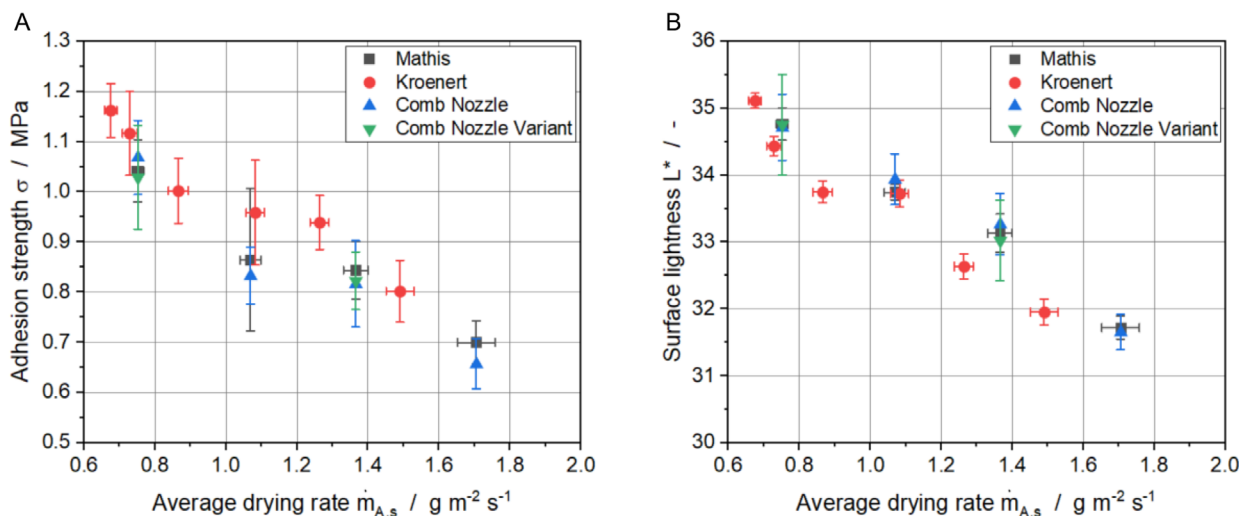 A
Adhesion strength σ / MPa
1.3
1.2
1.1
1.0
0.9
0.8
0.7
0.6
0.5
Mathis
Kroenert
Comb Nozzle
Comb Nozzle Variant
0.6 0.8 1.0 1.2 1.4 1.6 1.8 2.0
Average drying rate ṁA,s / g m-2 s-1
B
Surface lightness L* / -
36
35
34
33
32
31
30
Mathis
Kroenert
Comb Nozzle
Comb Nozzle Variant
0.6 0.8 1.0 1.2 1.4 1.6 1.8 2.0
Average drying rate ṁA,s / g m-2 s-1